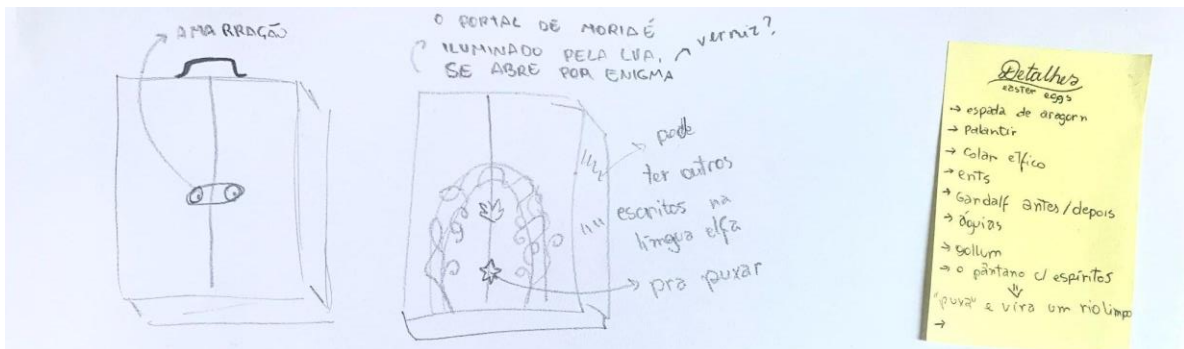 AMARRAÇÃO
O PORTAL DE MORIA É
ILUMINADO PELA LUA,
SE ABRE POR ENIGMA
verniz?
pode
ter outros
escritos na
língua elfa
pra puxar
Detalhes
easter eggs
→ espada de aragorn
→ Palantír
→ Colar elfico
→ ents
→ Gandalf antes/depois
→ águias
→ gollum
→ o pântano c/ espíritos
"puxa" e vira um rio limpo
→